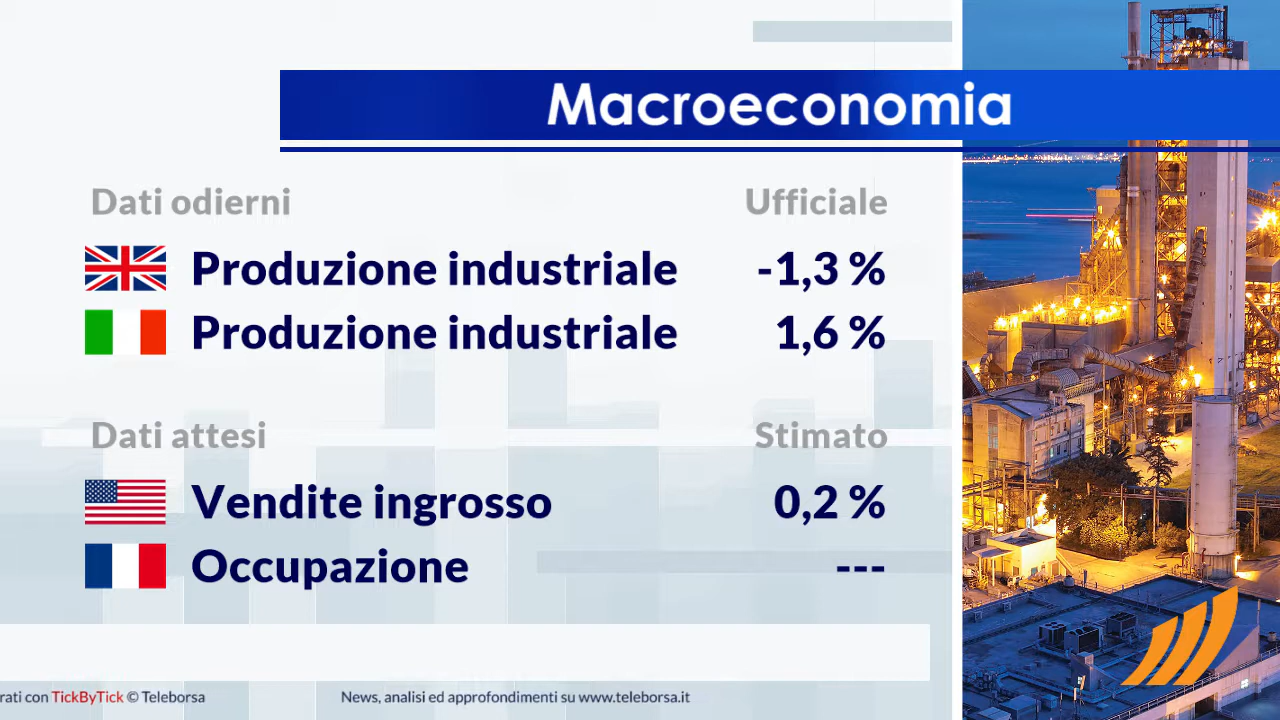 Macroeconomia
Dati odierni Ufficiale
Produzione industriale -1,3 %
Produzione industriale 1,6 %
Dati attesi Stimato
Vendite ingrosso 0,2 %
Occupazione ---
con TickByTick © Teleborsa News, analisi ed approfondimenti su www.teleborsa.it